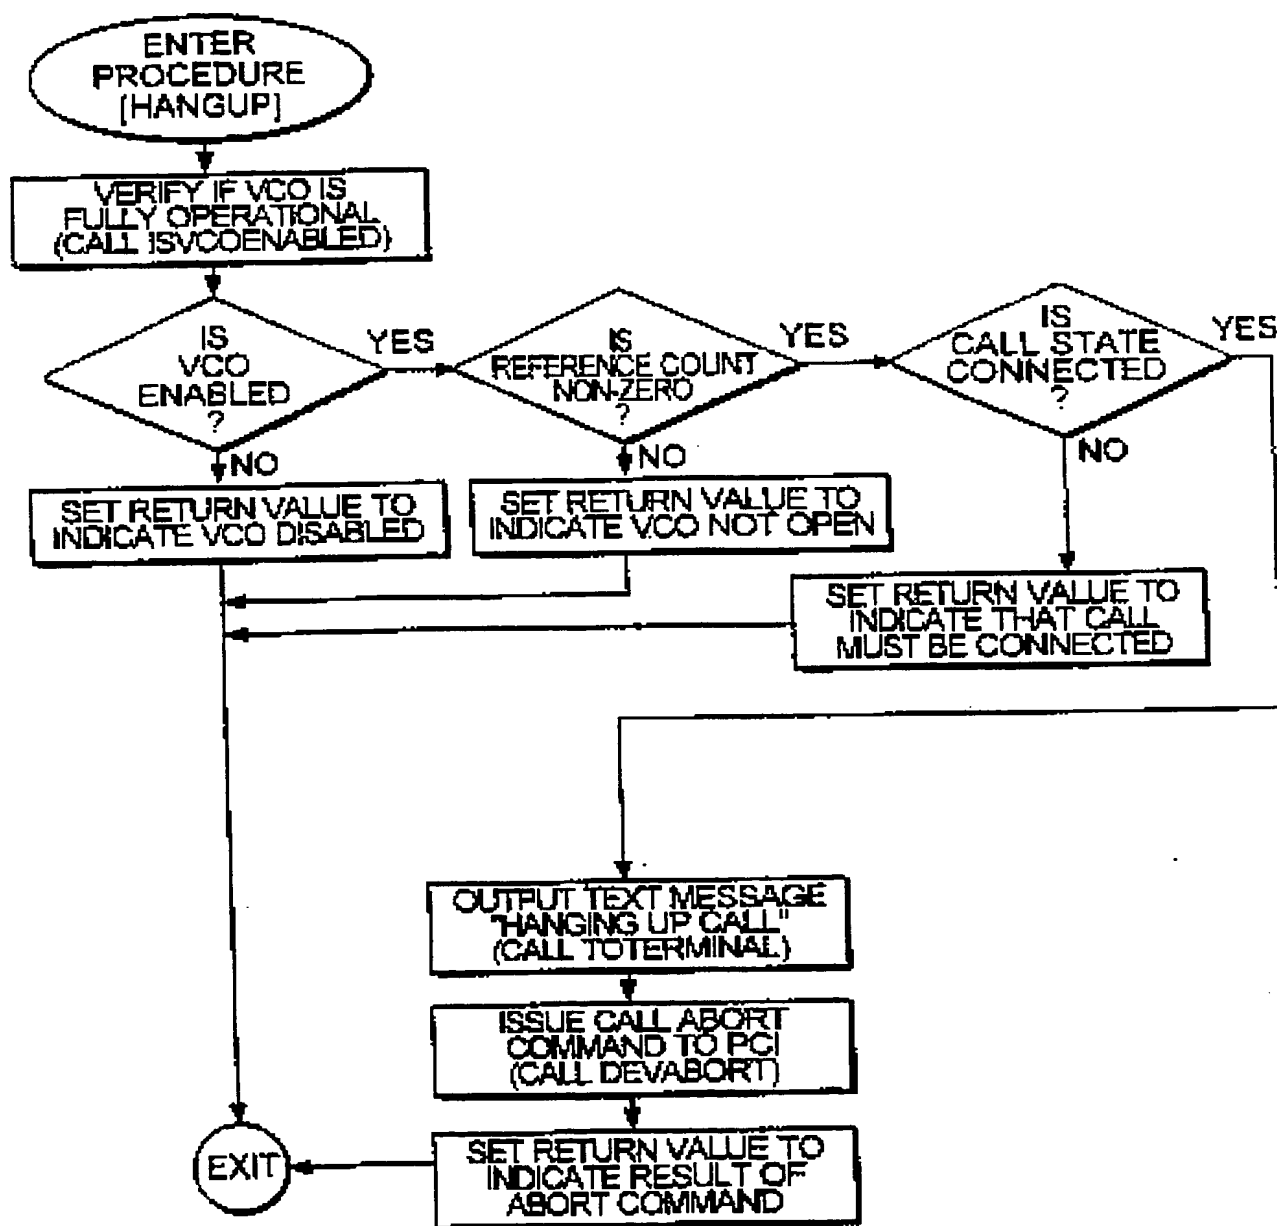 ENTER
PROCEDURE
[HANGUP]
VERIFY IF VCO IS
FULLY OPERATIONAL
(CALL ISVCOENABLED)
IS
VCO
ENABLED
?
YES
NO
IS
REFERENCE COUNT
NON-ZERO
?
YES
NO
IS
CALL STATE
CONNECTED
?
YES
NO
SET RETURN VALUE TO
INDICATE VCO DISABLED
SET RETURN VALUE TO
INDICATE VCO NOT OPEN
SET RETURN VALUE TO
INDICATE THAT CALL
MUST BE CONNECTED
OUTPUT TEXT MESSAGE
"HANGING UP CALL"
(CALL TOTERMINAL)
ISSUE CALL ABORT
COMMAND TO PCI
(CALL DEVABORT)
SET RETURN VALUE TO
INDICATE RESULT OF
ABORT COMMAND
EXIT